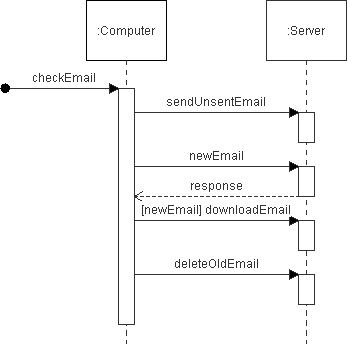 :Computer
:Server
checkEmail
sendUnsentEmail
newEmail
response
[newEmail] downloadEmail
deleteOldEmail